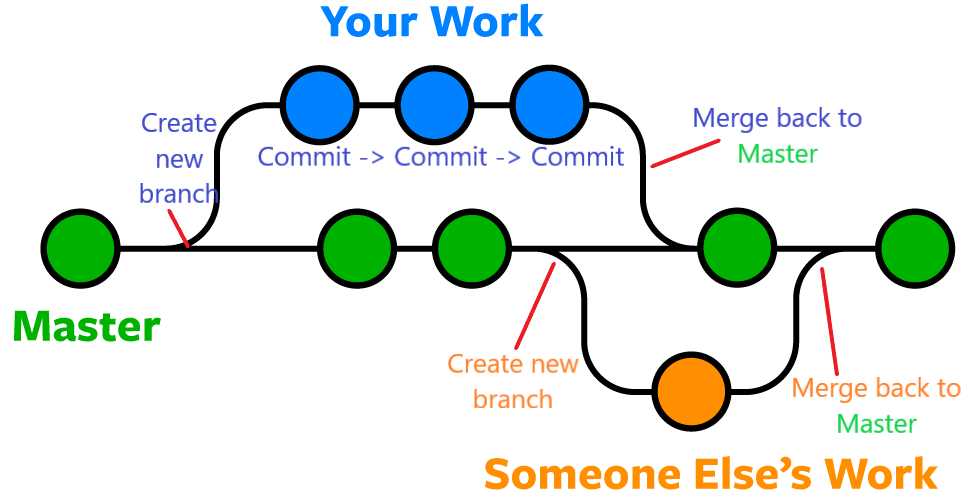 Your Work
Create
new
branch
Commit -> Commit -> Commit
Merge back to
Master
Master
Create new
branch
Merge back to
Master
Someone Else's Work